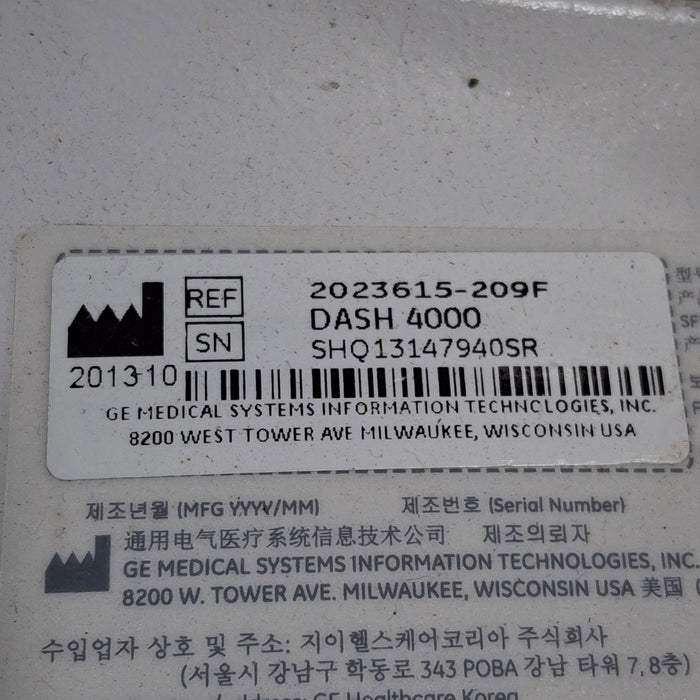 REF 2023615-209F
DASH 4000
SN SHQ13147940SR
2013-10
GE MEDICAL SYSTEMS INFORMATION TECHNOLOGIES, INC.
8200 WEST TOWER AVE MILWAUKEE, WISCONSIN USA
제조년월 (MFG YYYY/MM) 제조번호 (Serial Number)
通用电气医疗系统信息技术公司 제조의뢰자
GE MEDICAL SYSTEMS INFORMATION TECHNOLOGIES, INC.
8200 W. TOWER AVE. MILWAUKEE, WISCONSIN USA 美国 (
수입업자 상호 및 주소: 지이헬스케어코리아 주식회사
(서울시 강남구 학동로 343 POBA 강남 타워 7, 8층)
GE Healthcare Korea